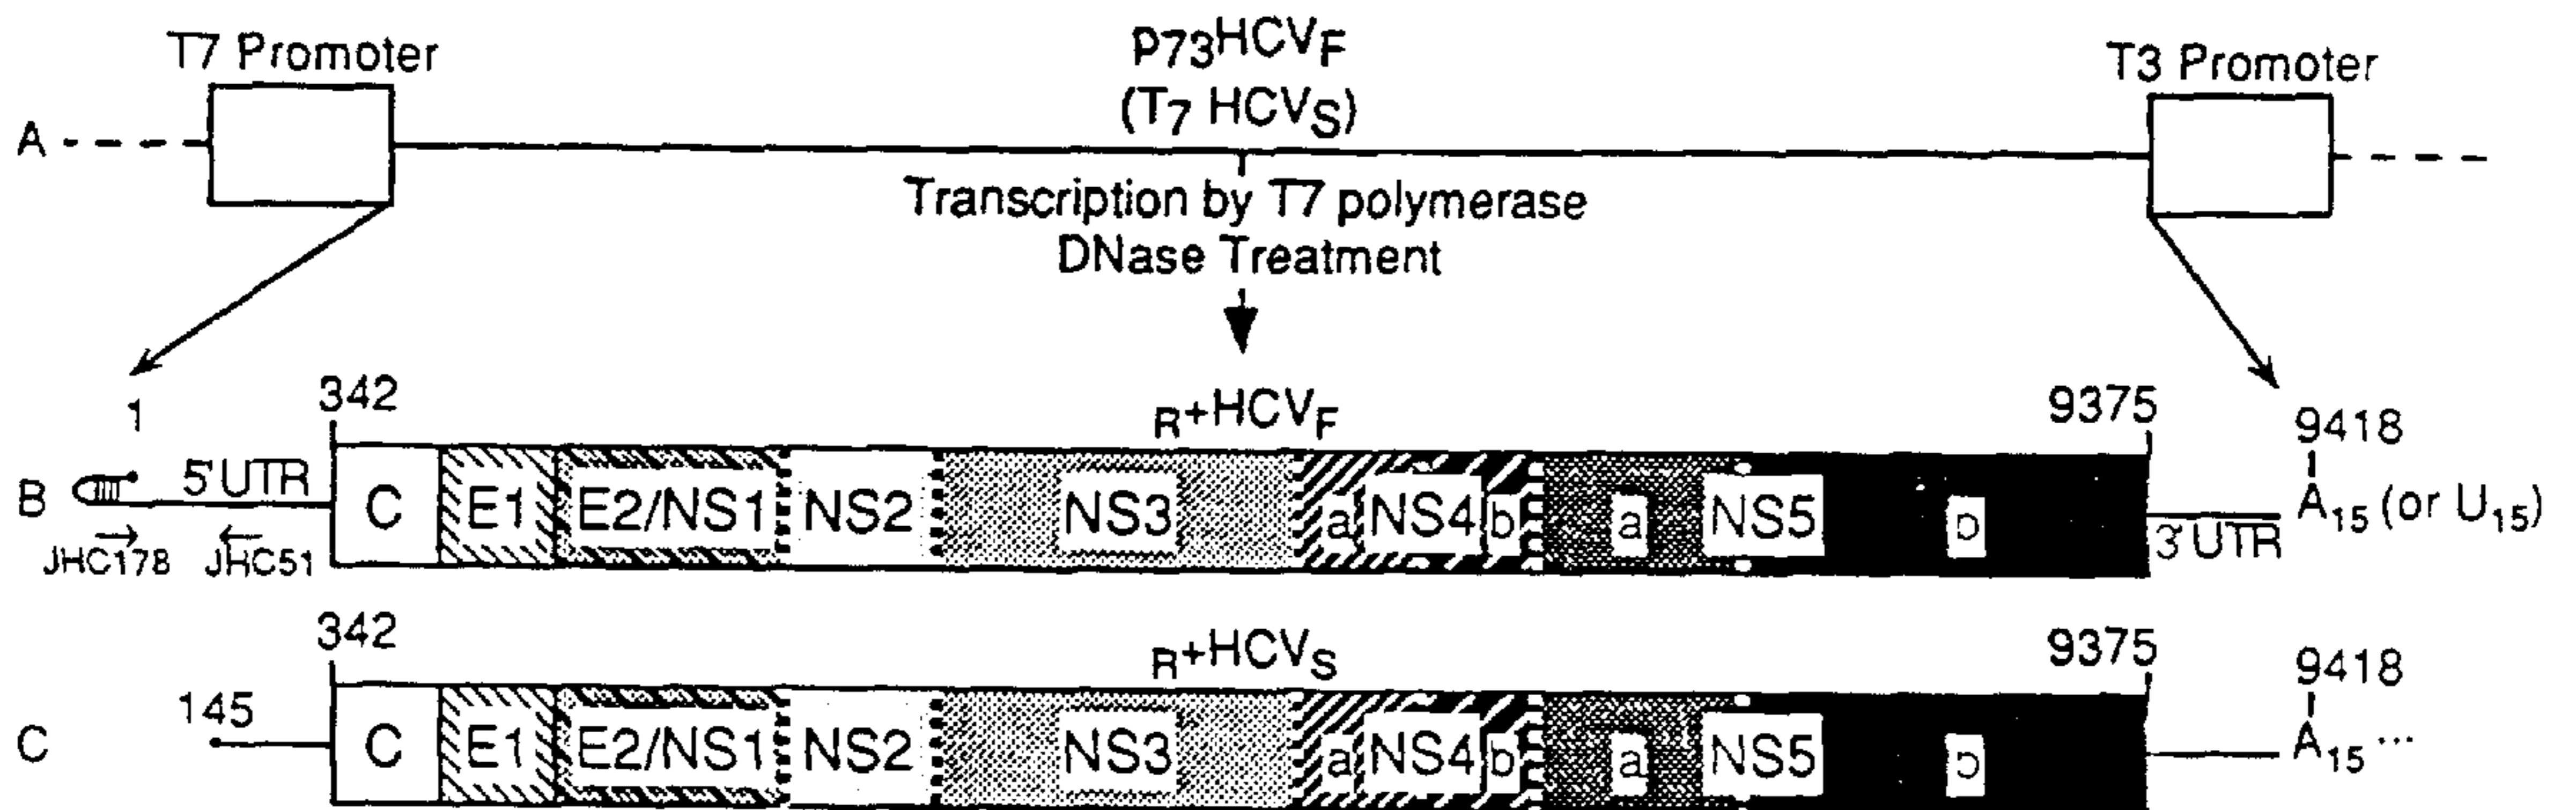 T7 Promoter p73HCVF T3 Promoter
(T7 HCVS)
A
Transcription by T7 polymerase
DNase Treatment
1 342 R+HCVF 9375 9418
B 5'UTR C E1 E2/NS1 NS2 NS3 a NS4 b a NS5 b 3'UTR A15 (or U15)
JHC178 JHC51
342 R+HCVS 9375 9418
145
C C E1 E2/NS1 NS2 NS3 a NS4 b a NS5 b A15 ...